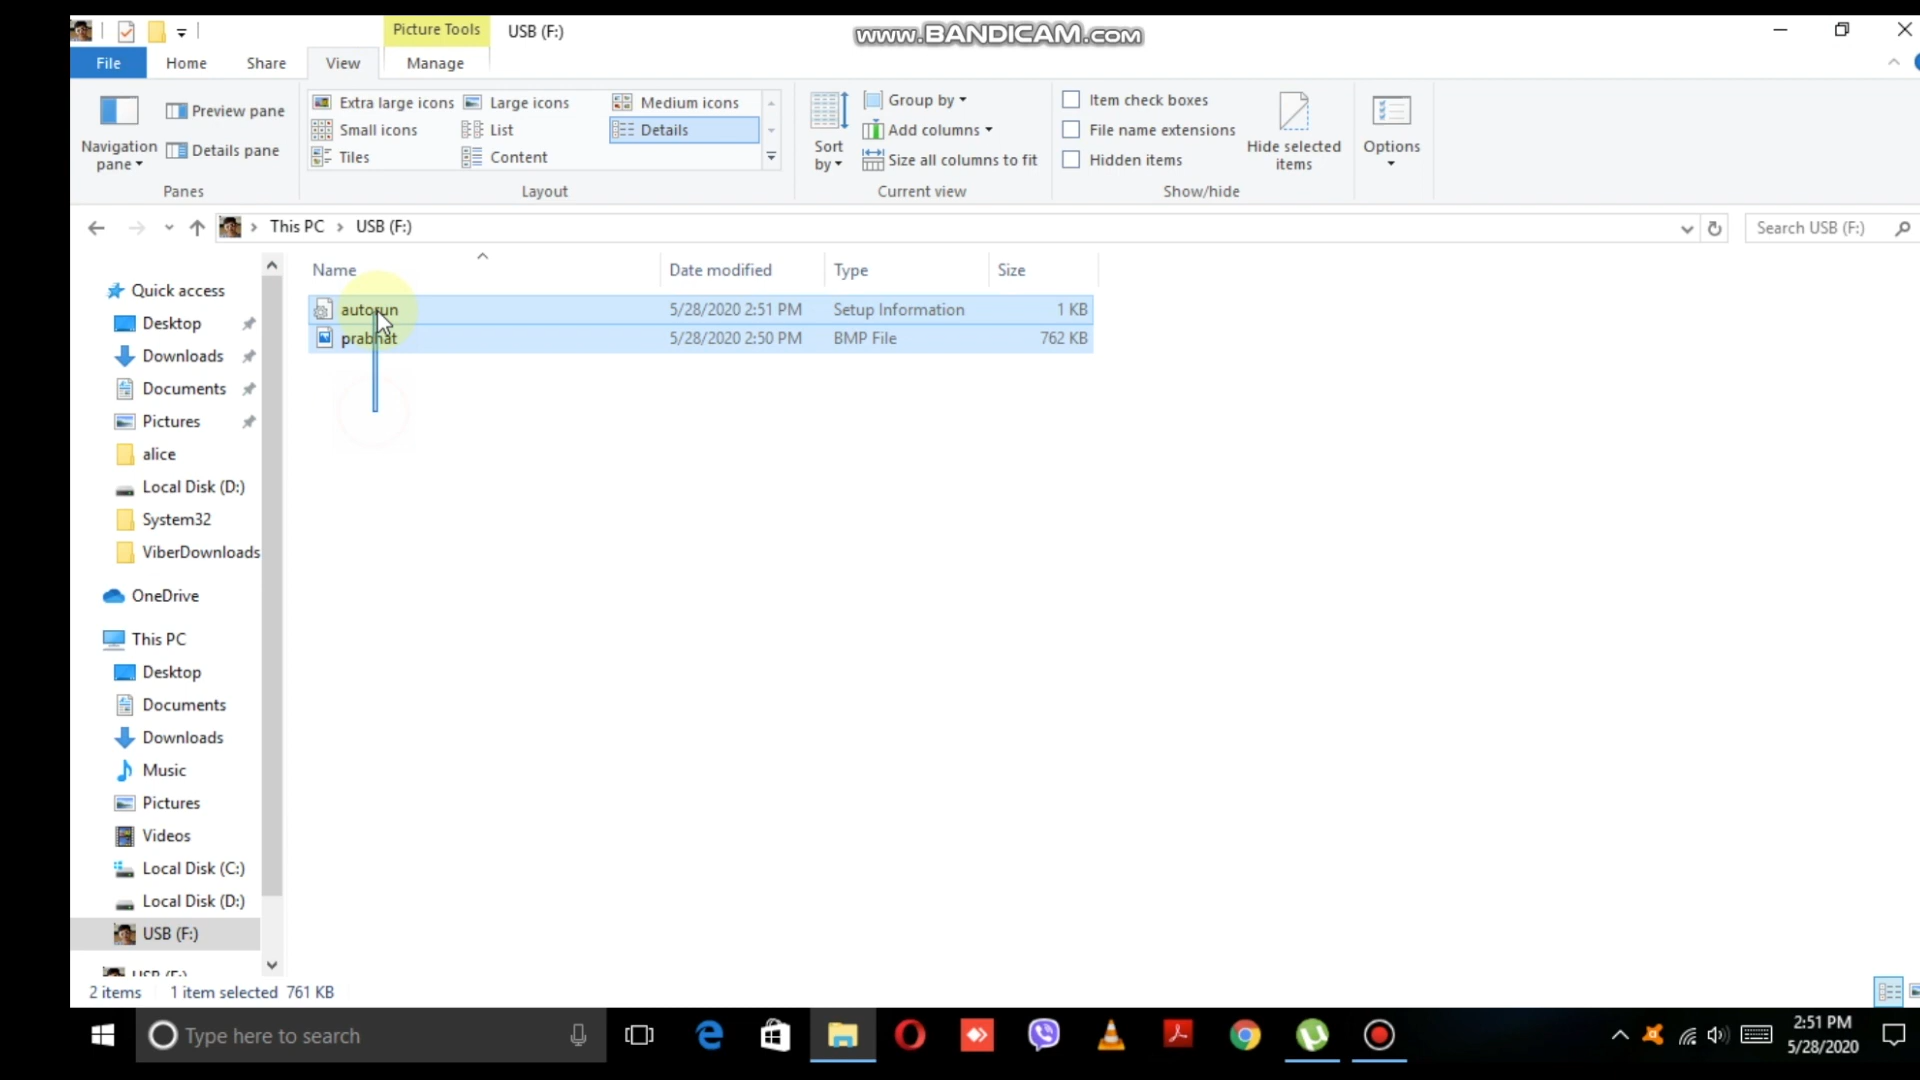 Picture Tools
USB (F:)
www.BANDICAM.com
File
Home
Share
View
Manage
Navigation pane
Preview pane
Details pane
Panes
Extra large icons
Large icons
Medium icons
Small icons
List
Details
Tiles
Content
Layout
Sort by
Group by
Add columns
Size all columns to fit
Current view
Item check boxes
File name extensions
Hidden items
Hide selected items
Show/hide
Options
This PC > USB (F:)
Search USB (F:)
Name Date modified Type Size
autorun 5/28/2020 2:51 PM Setup Information 1 KB
prabhat 5/28/2020 2:50 PM BMP File 762 KB
Quick access
Desktop
Downloads
Documents
Pictures
alice
Local Disk (D:)
System32
ViberDownloads
OneDrive
This PC
Desktop
Documents
Downloads
Music
Pictures
Videos
Local Disk (C:)
Local Disk (D:)
USB (F:)
USB (F:)
2 items 1 item selected 761 KB
Type here to search
2:51 PM
5/28/2020